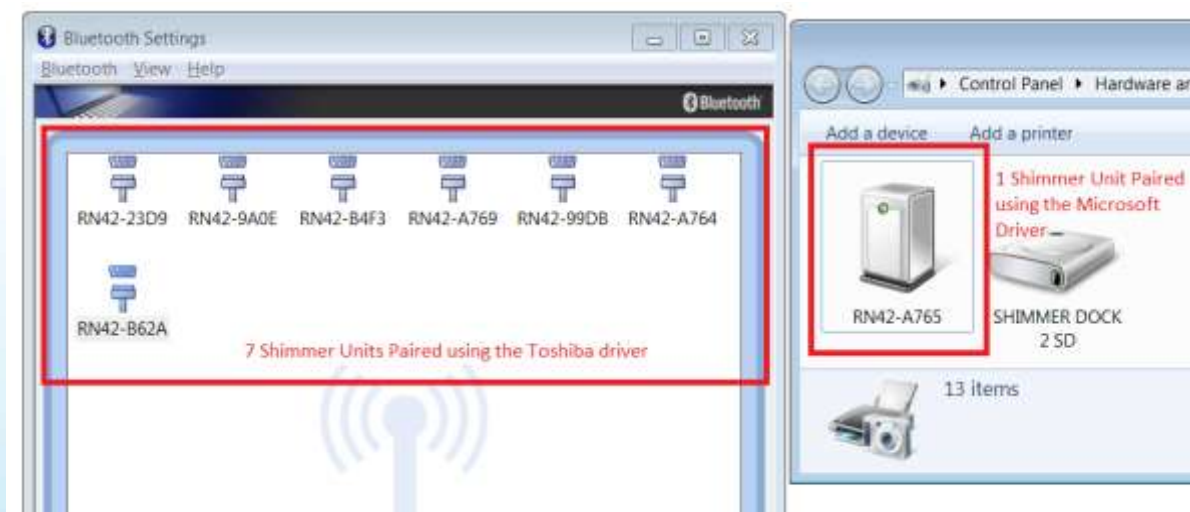 Bluetooth Settings
Bluetooth View Help
Bluetooth
RN42-23D9 RN42-9A0E RN42-B4F3 RN42-A769 RN42-99DB RN42-A764
RN42-B62A
7 Shimmer Units Paired using the Toshiba driver
Control Panel Hardware ar
Add a device Add a printer
1 Shimmer Unit Paired
using the Microsoft
Driver
RN42-A765
SHIMMER DOCK
2 SD
13 items